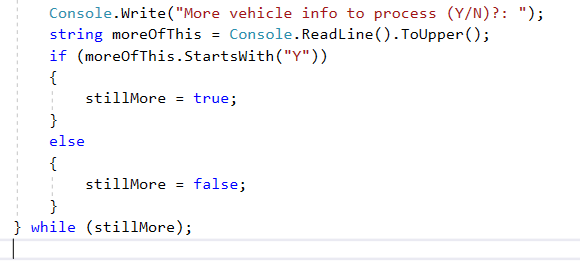 Console.Write("More vehicle info to process (Y/N)?: ");
string moreOfThis = Console.ReadLine().ToUpper();
if (moreOfThis.StartsWith("Y"))
{
stillMore = true;
}
else
{
stillMore = false;
}
} while (stillMore);